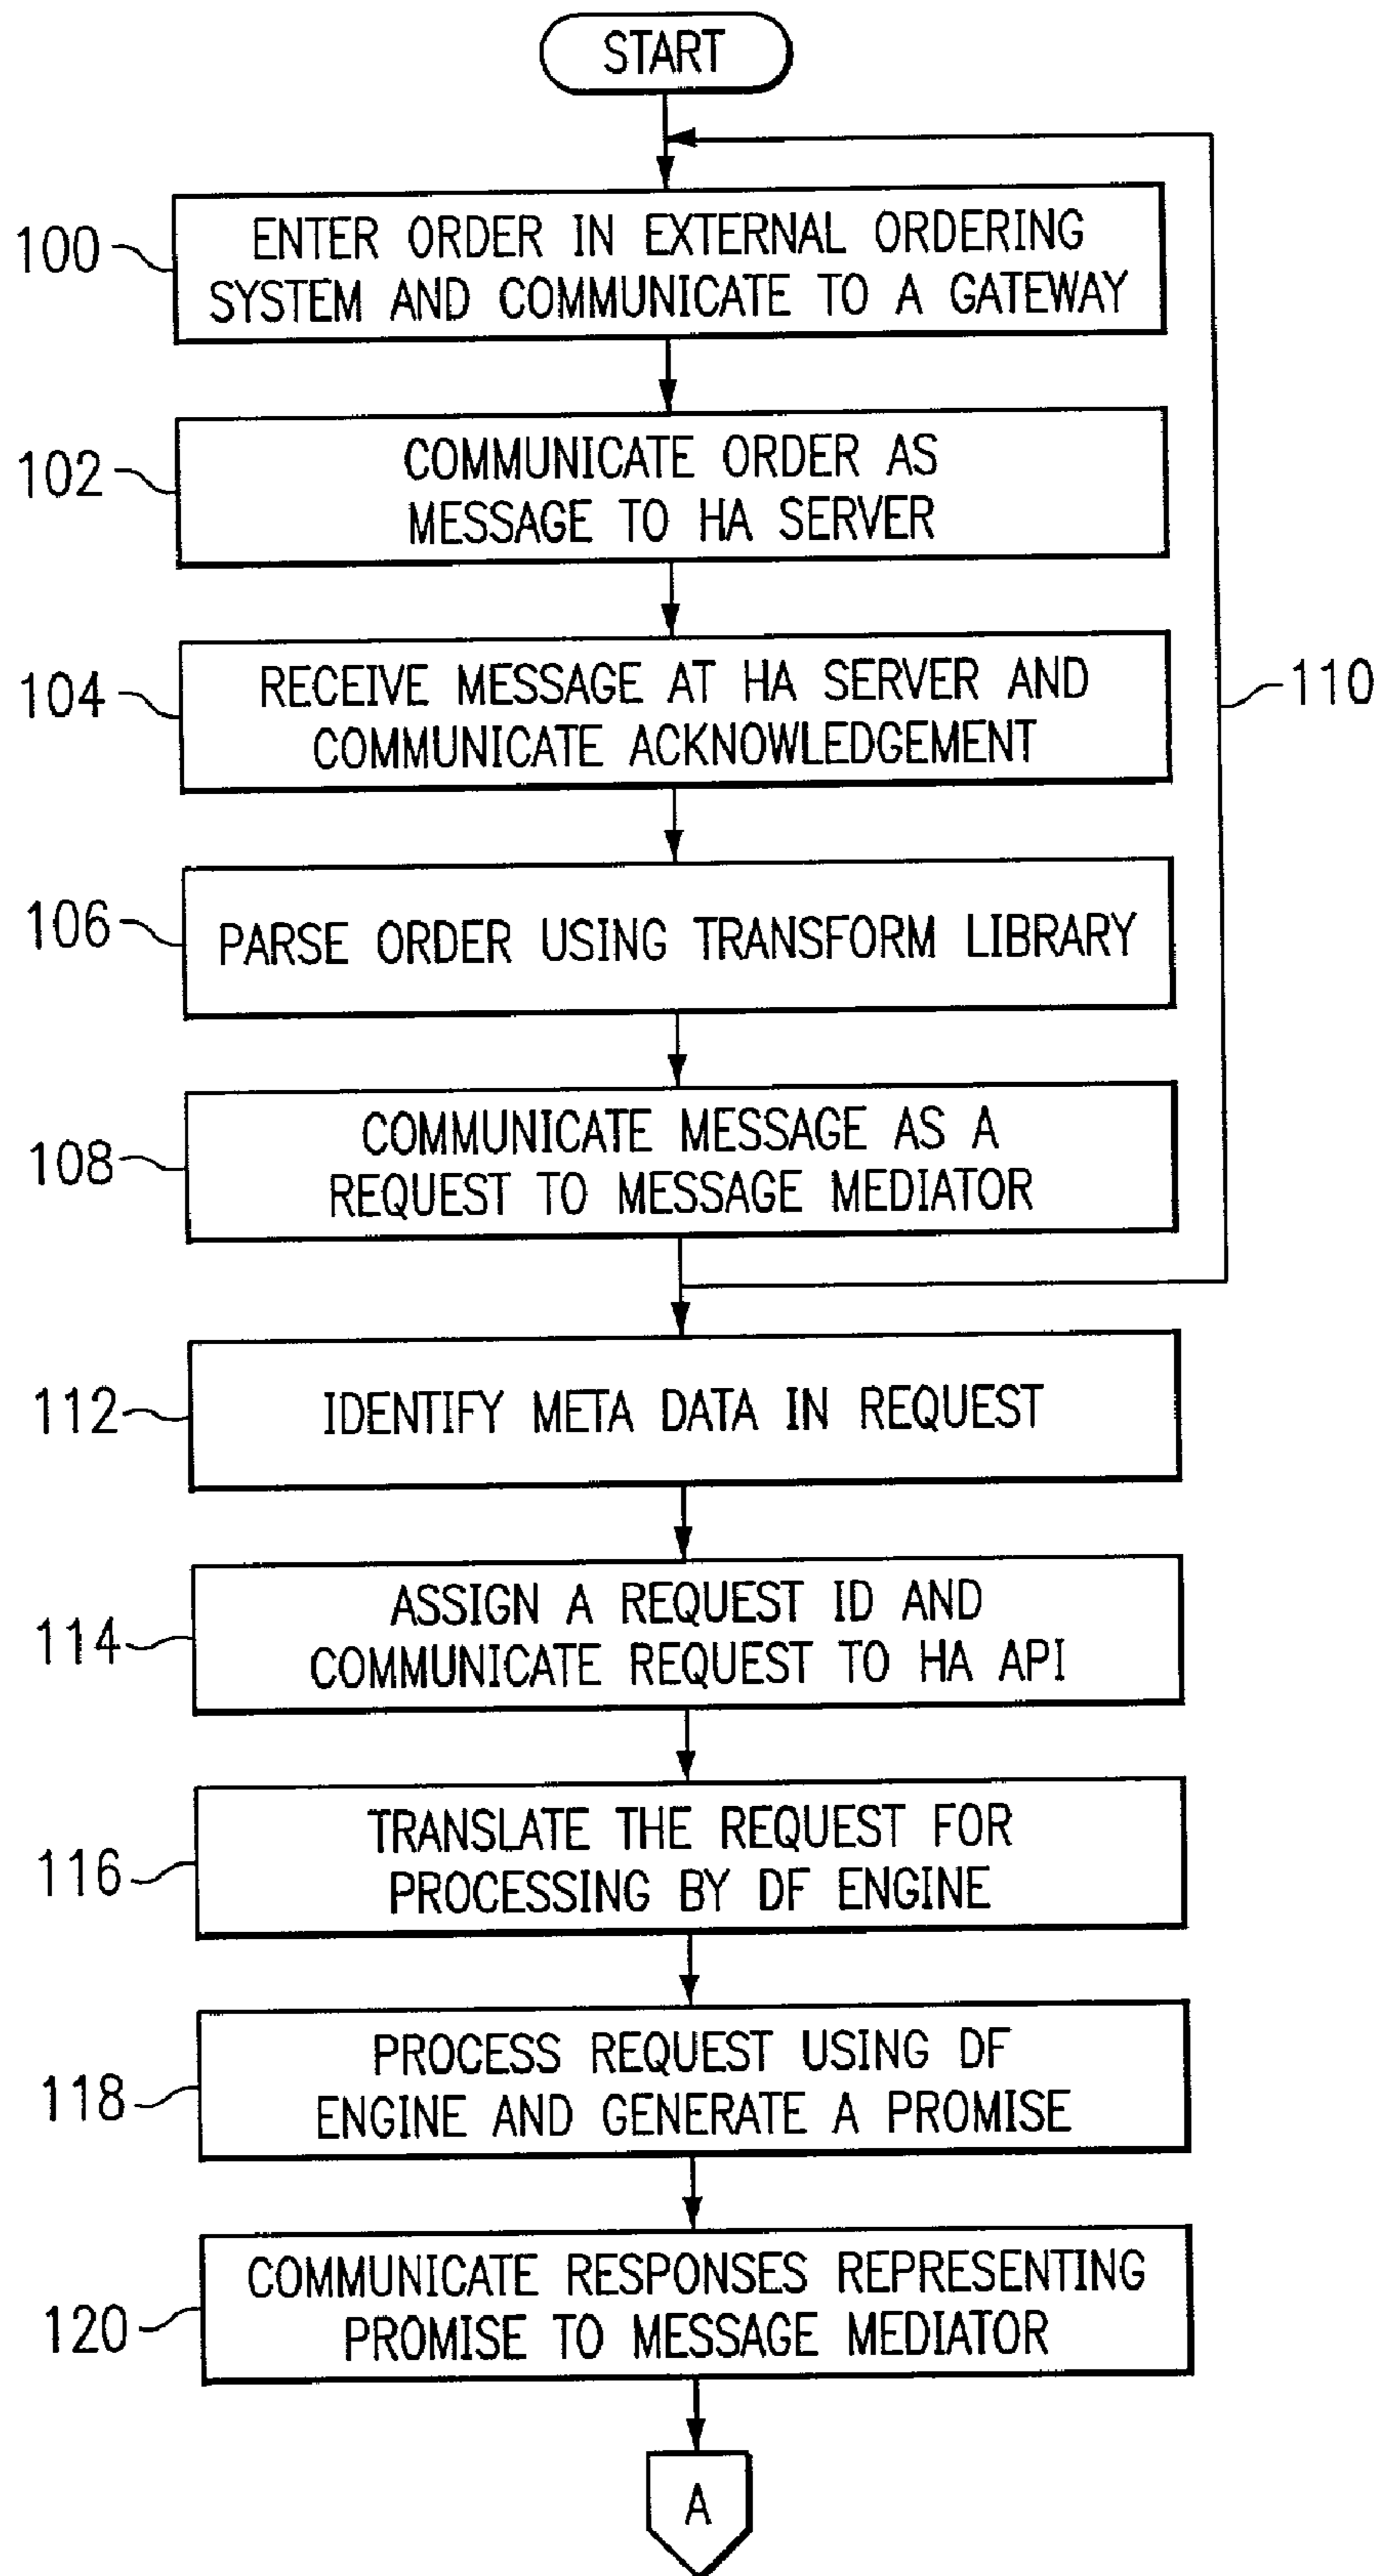 START
100
ENTER ORDER IN EXTERNAL ORDERING
SYSTEM AND COMMUNICATE TO A GATEWAY
102
COMMUNICATE ORDER AS
MESSAGE TO HA SERVER
104
RECEIVE MESSAGE AT HA SERVER AND
COMMUNICATE ACKNOWLEDGEMENT
110
106
PARSE ORDER USING TRANSFORM LIBRARY
108
COMMUNICATE MESSAGE AS A
REQUEST TO MESSAGE MEDIATOR
112
IDENTIFY META DATA IN REQUEST
114
ASSIGN A REQUEST ID AND
COMMUNICATE REQUEST TO HA API
116
TRANSLATE THE REQUEST FOR
PROCESSING BY DF ENGINE
118
PROCESS REQUEST USING DF
ENGINE AND GENERATE A PROMISE
120
COMMUNICATE RESPONSES REPRESENTING
PROMISE TO MESSAGE MEDIATOR
A